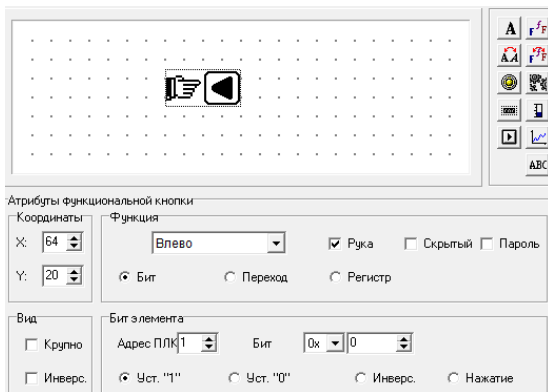 A
ABC
Атрибуты функциональной кнопки
Координаты
Функция
X: 64
Влево
Рука
Скрытый
Пароль
Y: 20
Бит
Переход
Регистр
Вид
Бит элемента
Крупно
Адрес ПЛК 1
Бит
0x
0
Инверс.
Уст. "1"
Уст. "0"
Инверс.
Нажатие